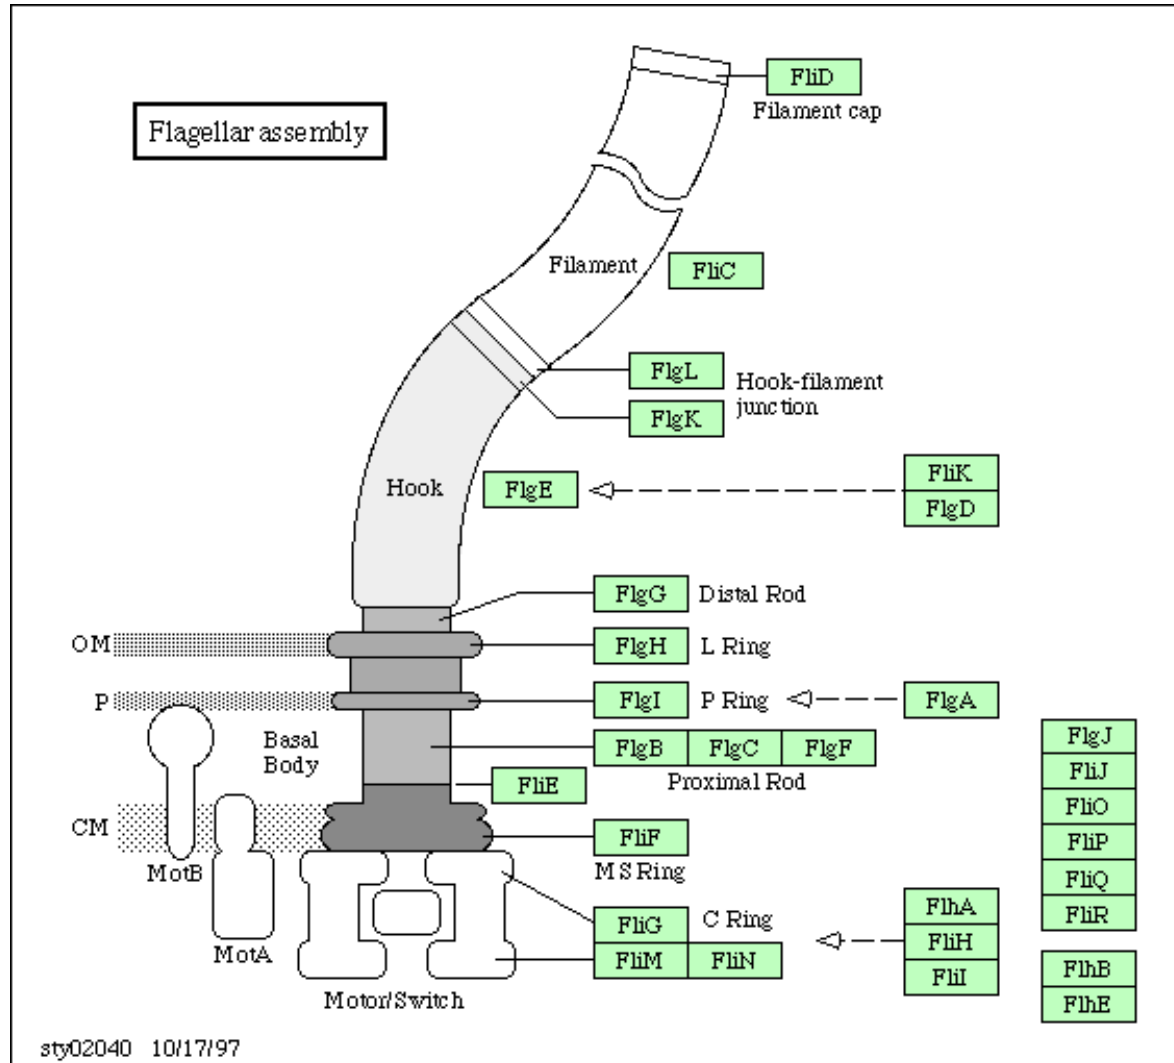 FliD
Filament cap
Flagellar assembly
Filament
FliC
FlgL
Hook-filament
junction
FlgK
Hook
FlgE
FliK
FlgD
FlgG
Distal Rod
OM
FlgH
L Ring
P
FlgI
P Ring
FlgA
Basal
Body
FlgB
FlgC
FlgF
Proximal Rod
FlgJ
FliJ
FliO
FliP
FliQ
FliR
FliE
CM
FliF
MS Ring
MotB
MotA
FliG
C Ring
FliM
FliN
FlhA
FliH
FliI
FlhB
FlhE
Motor/Switch
sty02040 10/17/97